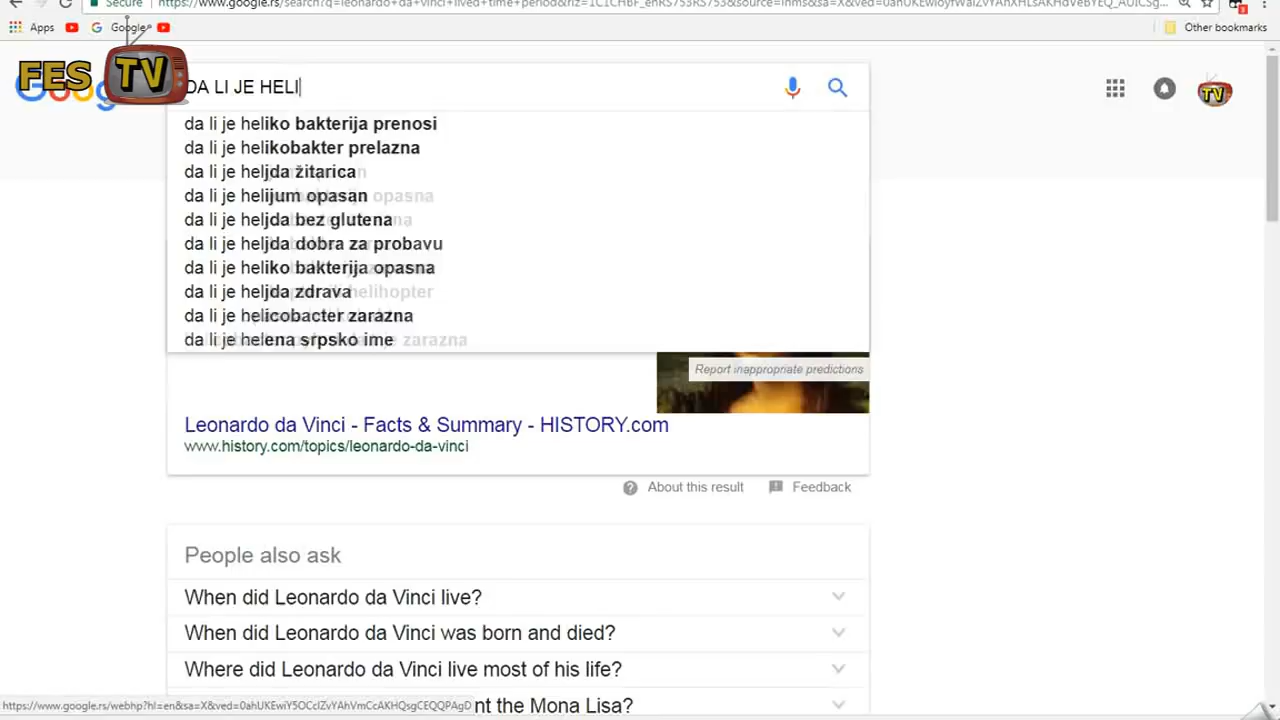 Secure https://www.google.rs/search?q=leonardo+da+vinci+lived+time+period&rlz=1C1CHBF_enRS753RS753&source=lnms&sa=X&ved=
Apps Google Other bookmarks
FES TV
DA LI JE HELI
TV
da li je heliko bakterija prenosi
da li je helikobakter prelazna
da li je heljda žitarica
da li je helijum opasan
da li je heljda bez glutena
da li je heljda dobra za probavu
da li je heliko bakterija opasna
da li je heljda zdrava
da li je helicobacter zarazna
da li je helena srpsko ime
Report inappropriate predictions
Leonardo da Vinci - Facts & Summary - HISTORY.com
www.history.com/topics/leonardo-da-vinci
About this result Feedback
People also ask
When did Leonardo da Vinci live?
When did Leonardo da Vinci was born and died?
Where did Leonardo da Vinci live most of his life?
nt the Mona Lisa?
https://www.google.rs/webhp?hl=en&sa=X&ved=